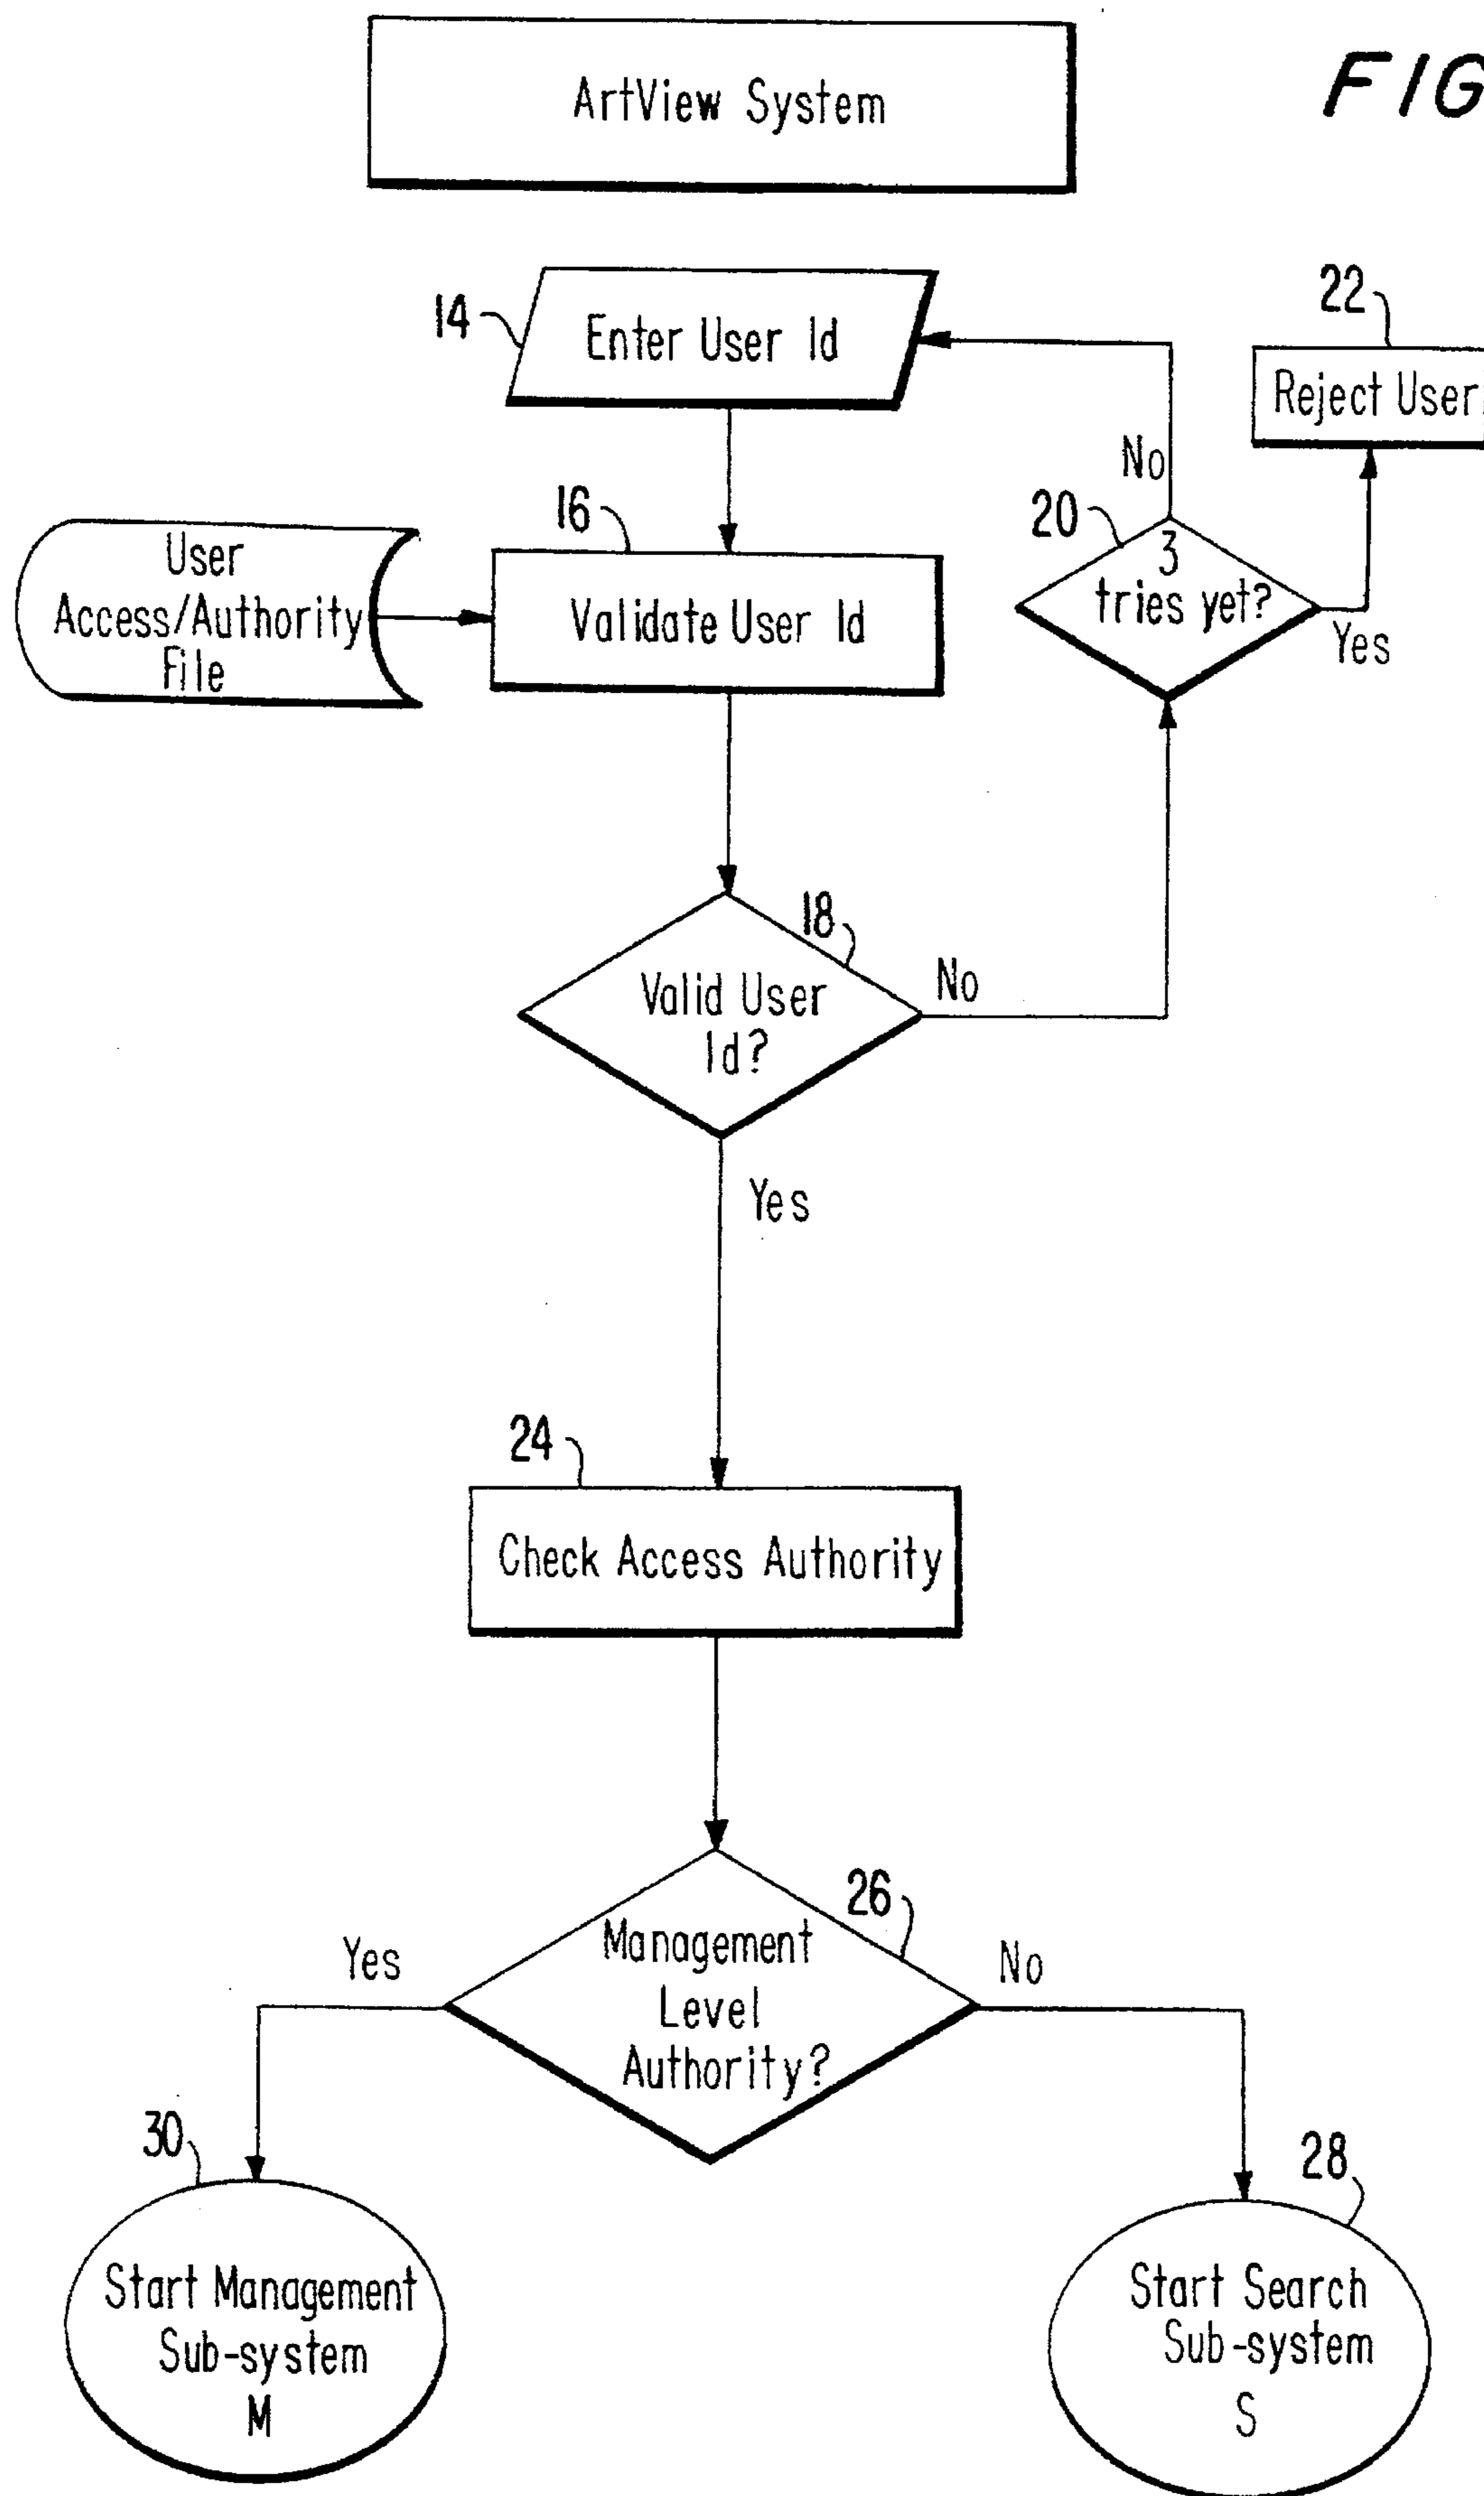 ArtView System
FIG
14
Enter User Id
22
Reject User
No
16
20
3
tries yet?
Yes
User
Access/Authority
File
Validate User Id
18
Valid User
Id?
No
Yes
24
Check Access Authority
26
Yes
Management
Level
Authority?
No
30
28
Start Management
Sub-system
M
Start Search
Sub-system
S